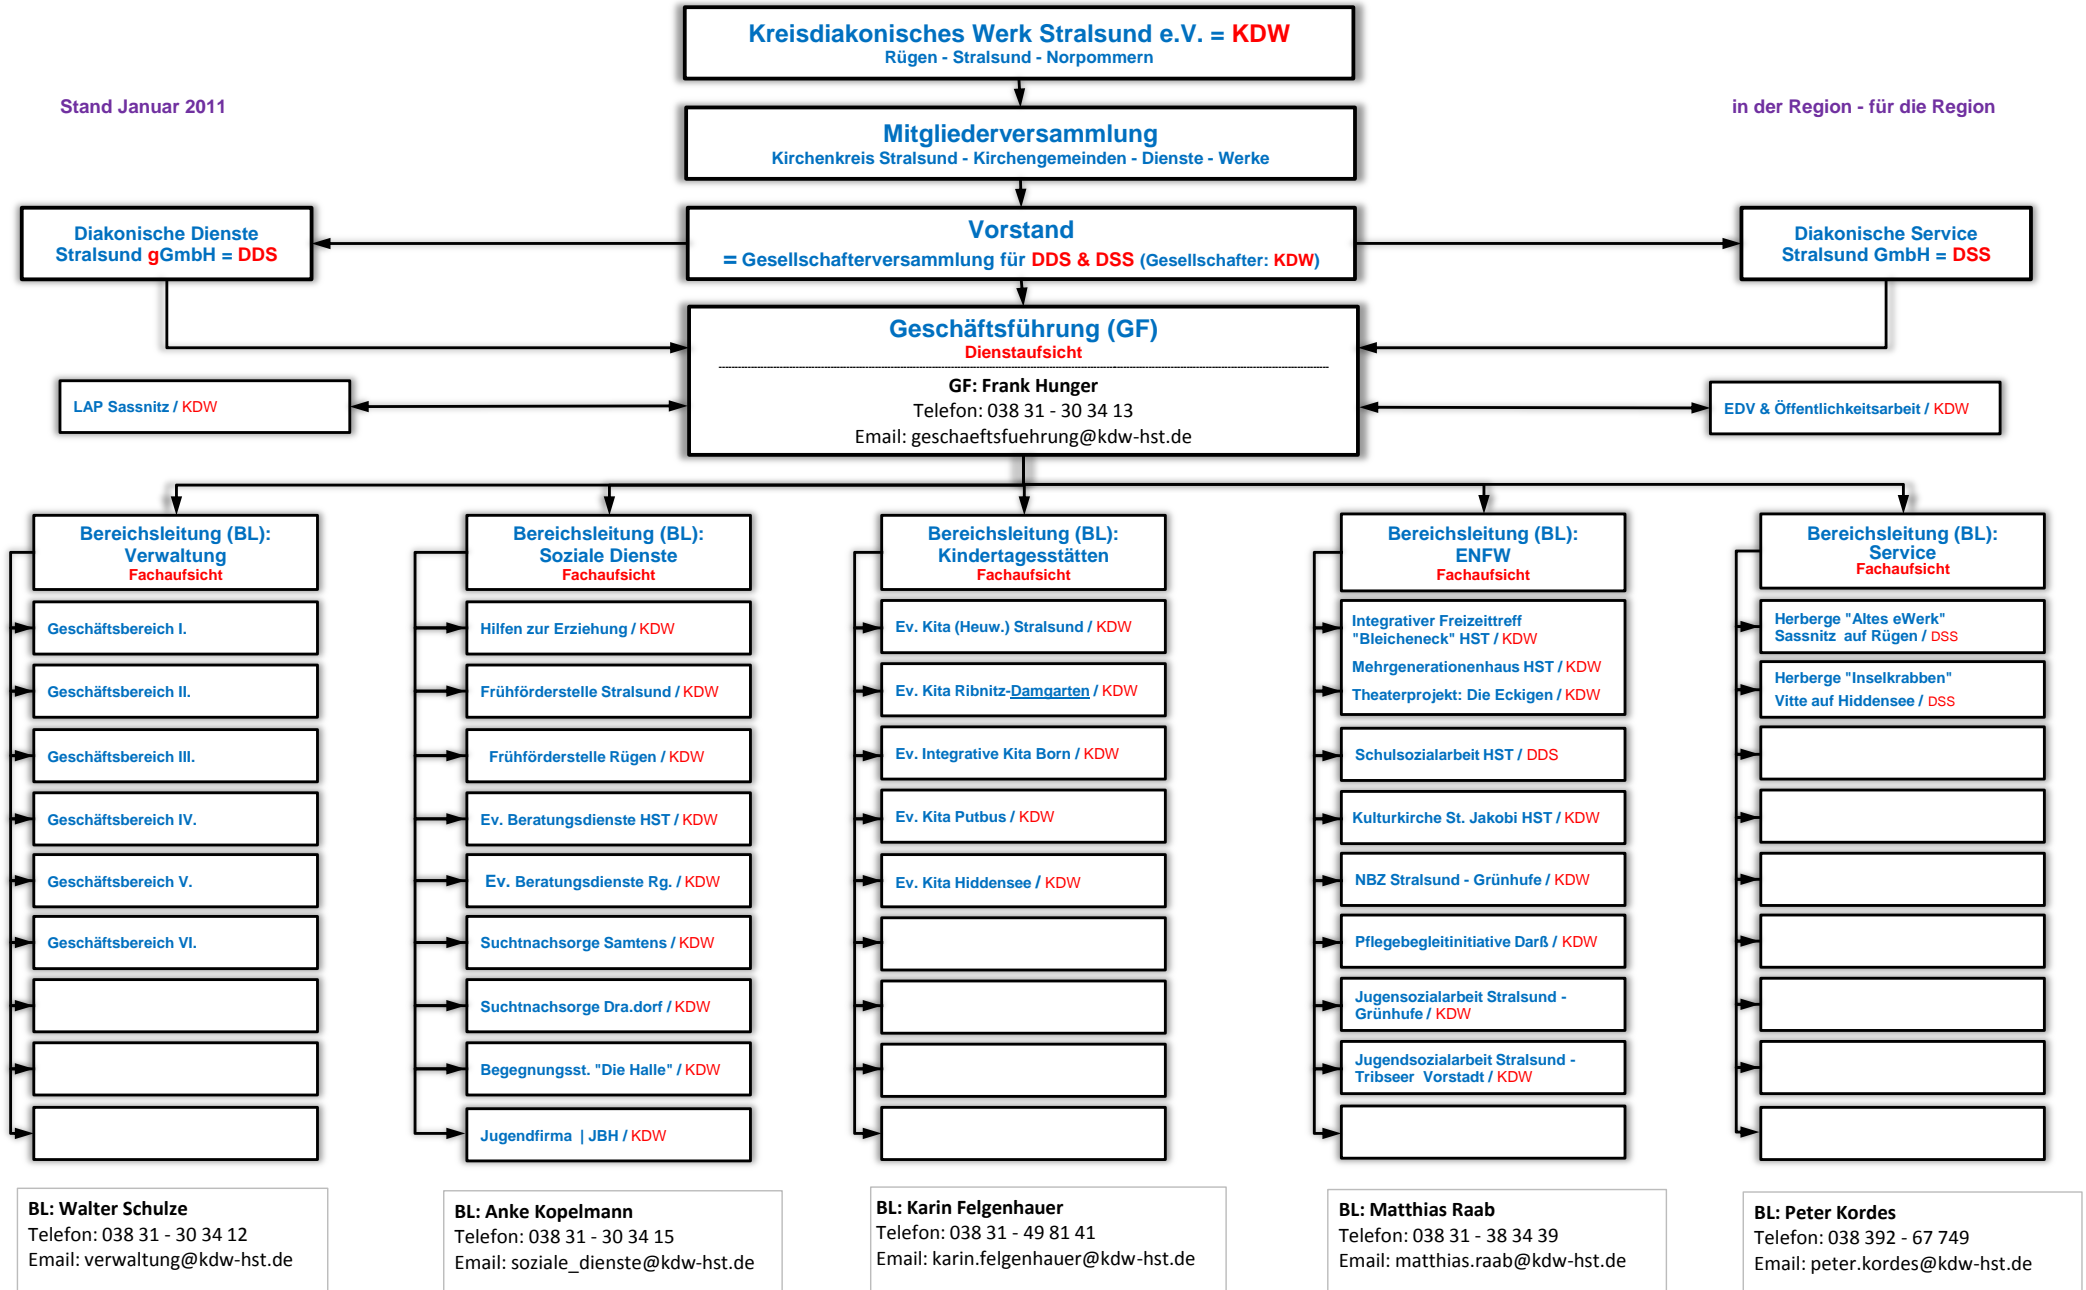 Kreisdiakonisches Werk Stralsund e.V. = KDW
Rügen - Stralsund - Norpommern
Stand Januar 2011
in der Region - für die Region
Mitgliederversammlung
Kirchenkreis Stralsund - Kirchengemeinden - Dienste - Werke
Diakonische Dienste
Stralsund gGmbH = DDS
Vorstand
= Gesellschafterversammlung für DDS & DSS (Gesellschafter: KDW)
Diakonische Service
Stralsund GmbH = DSS
Geschäftsführung (GF)
Dienstaufsicht
GF: Frank Hunger
Telefon: 038 31 - 30 34 13
Email: geschaeftsfuehrung@kdw-hst.de
LAP Sassnitz / KDW
EDV & Öffentlichkeitsarbeit / KDW
Bereichsleitung (BL):
Verwaltung
Fachaufsicht
Geschäftsbereich I.
Geschäftsbereich II.
Geschäftsbereich III.
Geschäftsbereich IV.
Geschäftsbereich V.
Geschäftsbereich VI.
BL: Walter Schulze
Telefon: 038 31 - 30 34 12
Email: verwaltung@kdw-hst.de
Bereichsleitung (BL):
Soziale Dienste
Fachaufsicht
Hilfen zur Erziehung / KDW
Frühförderstelle Stralsund / KDW
Frühförderstelle Rügen / KDW
Ev. Beratungsdienste HST / KDW
Ev. Beratungsdienste Rg. / KDW
Suchtnachsorge Samtens / KDW
Suchtnachsorge Dra.dorf / KDW
Begegnungsst. "Die Halle" / KDW
Jugendfirma | JBH / KDW
BL: Anke Kopelmann
Telefon: 038 31 - 30 34 15
Email: soziale_dienste@kdw-hst.de
Bereichsleitung (BL):
Kindertagesstätten
Fachaufsicht
Ev. Kita (Heuw.) Stralsund / KDW
Ev. Kita Ribnitz-Damgarten / KDW
Ev. Integrative Kita Born / KDW
Ev. Kita Putbus / KDW
Ev. Kita Hiddensee / KDW
BL: Karin Felgenhauer
Telefon: 038 31 - 49 81 41
Email: karin.felgenhauer@kdw-hst.de
Bereichsleitung (BL):
ENFW
Fachaufsicht
Integrativer Freizeittreff
"Bleicheneck" HST / KDW
Mehrgenerationenhaus HST / KDW
Theaterprojekt: Die Eckigen / KDW
Schulsozialarbeit HST / DDS
Kulturkirche St. Jakobi HST / KDW
NBZ Stralsund - Grünhufe / KDW
Pflegebegleitinitiative Darß / KDW
Jugensozialarbeit Stralsund -
Grünhufe / KDW
Jugendsozialarbeit Stralsund -
Tribseer Vorstadt / KDW
BL: Matthias Raab
Telefon: 038 31 - 38 34 39
Email: matthias.raab@kdw-hst.de
Bereichsleitung (BL):
Service
Fachaufsicht
Herberge "Altes eWerk"
Sassnitz auf Rügen / DSS
Herberge "Inselkrabben"
Vitte auf Hiddensee / DSS
BL: Peter Kordes
Telefon: 038 392 - 67 749
Email: peter.kordes@kdw-hst.de